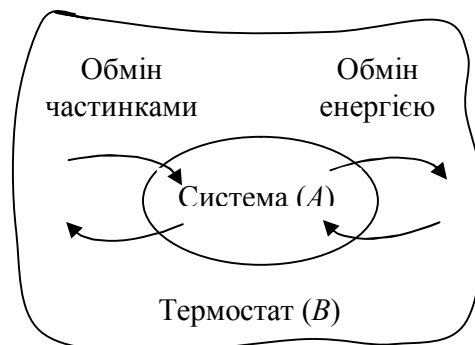 Обмін
частинками
Обмін
енергією
Система (A)
Термостат (B)